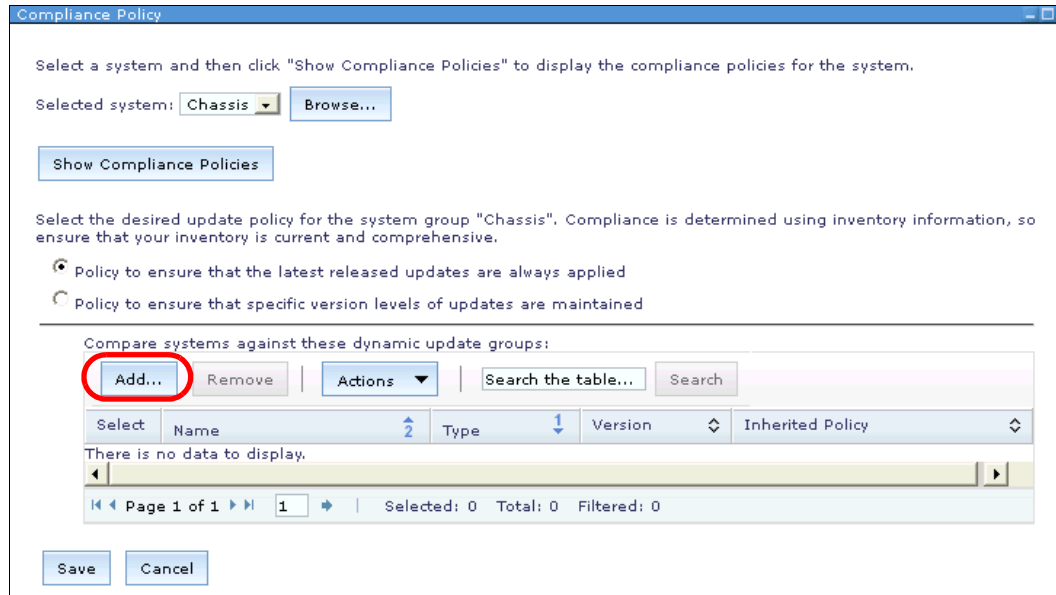 Compliance Policy
Select a system and then click "Show Compliance Policies" to display the compliance policies for the system.
Selected system: Chassis Browse...
Show Compliance Policies
Select the desired update policy for the system group "Chassis". Compliance is determined using inventory information, so
ensure that your inventory is current and comprehensive.
Policy to ensure that the latest released updates are always applied
Policy to ensure that specific version levels of updates are maintained
Compare systems against these dynamic update groups:
Add... Remove Actions Search the table... Search
Select Name 2 Type 1 Version Inherited Policy
There is no data to display.
Page 1 of 1 1 Selected: 0 Total: 0 Filtered: 0
Save Cancel